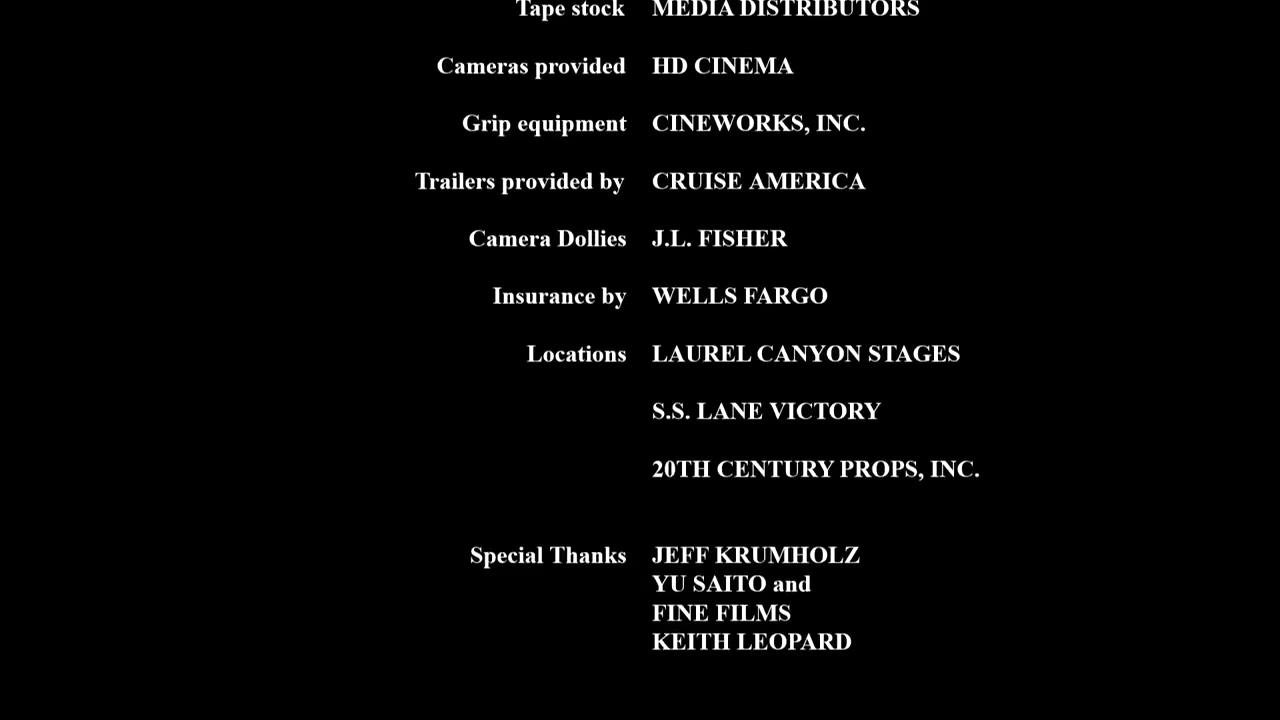 Tape stock MEDIA DISTRIBUTORS
Cameras provided HD CINEMA
Grip equipment CINEWORKS, INC.
Trailers provided by CRUISE AMERICA
Camera Dollies J.L. FISHER
Insurance by WELLS FARGO
Locations LAUREL CANYON STAGES
S.S. LANE VICTORY
20TH CENTURY PROPS, INC.
Special Thanks JEFF KRUMHOLZ
YU SAITO and
FINE FILMS
KEITH LEOPARD